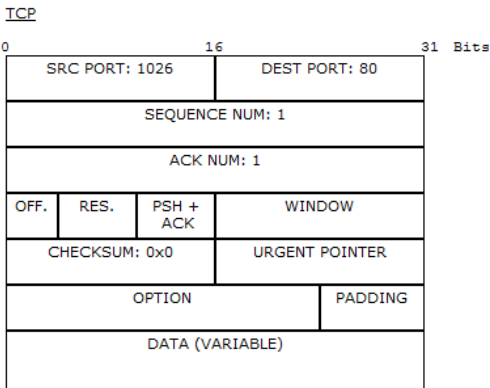 TCP
0 16 31 Bits
SRC PORT: 1026 DEST PORT: 80
SEQUENCE NUM: 1
ACK NUM: 1
OFF. RES. PSH + WINDOW
ACK
CHECKSUM: 0x0 URGENT POINTER
OPTION PADDING
DATA (VARIABLE)